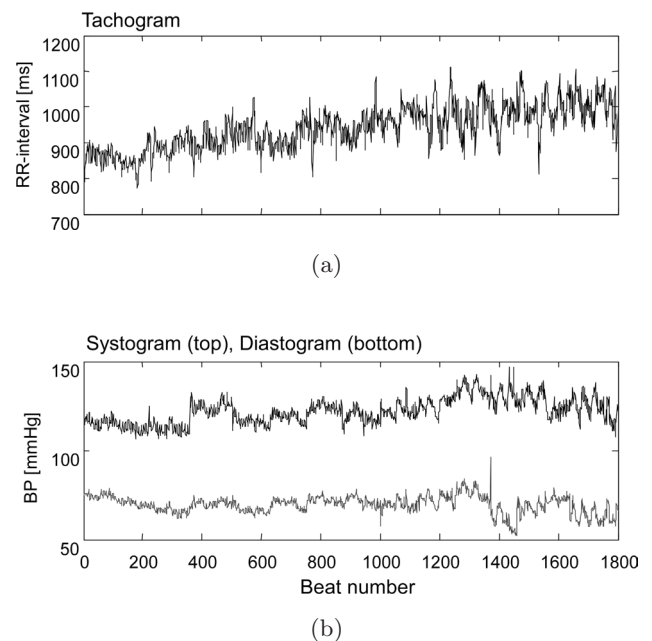 Tachogram
1200
1100
1000
900
800
700
RR-interval [ms]
(a)
Systogram (top), Diastogram (bottom)
150
100
50
BP [mmHg]
0 200 400 600 800 1000 1200 1400 1600 1800
Beat number
(b)